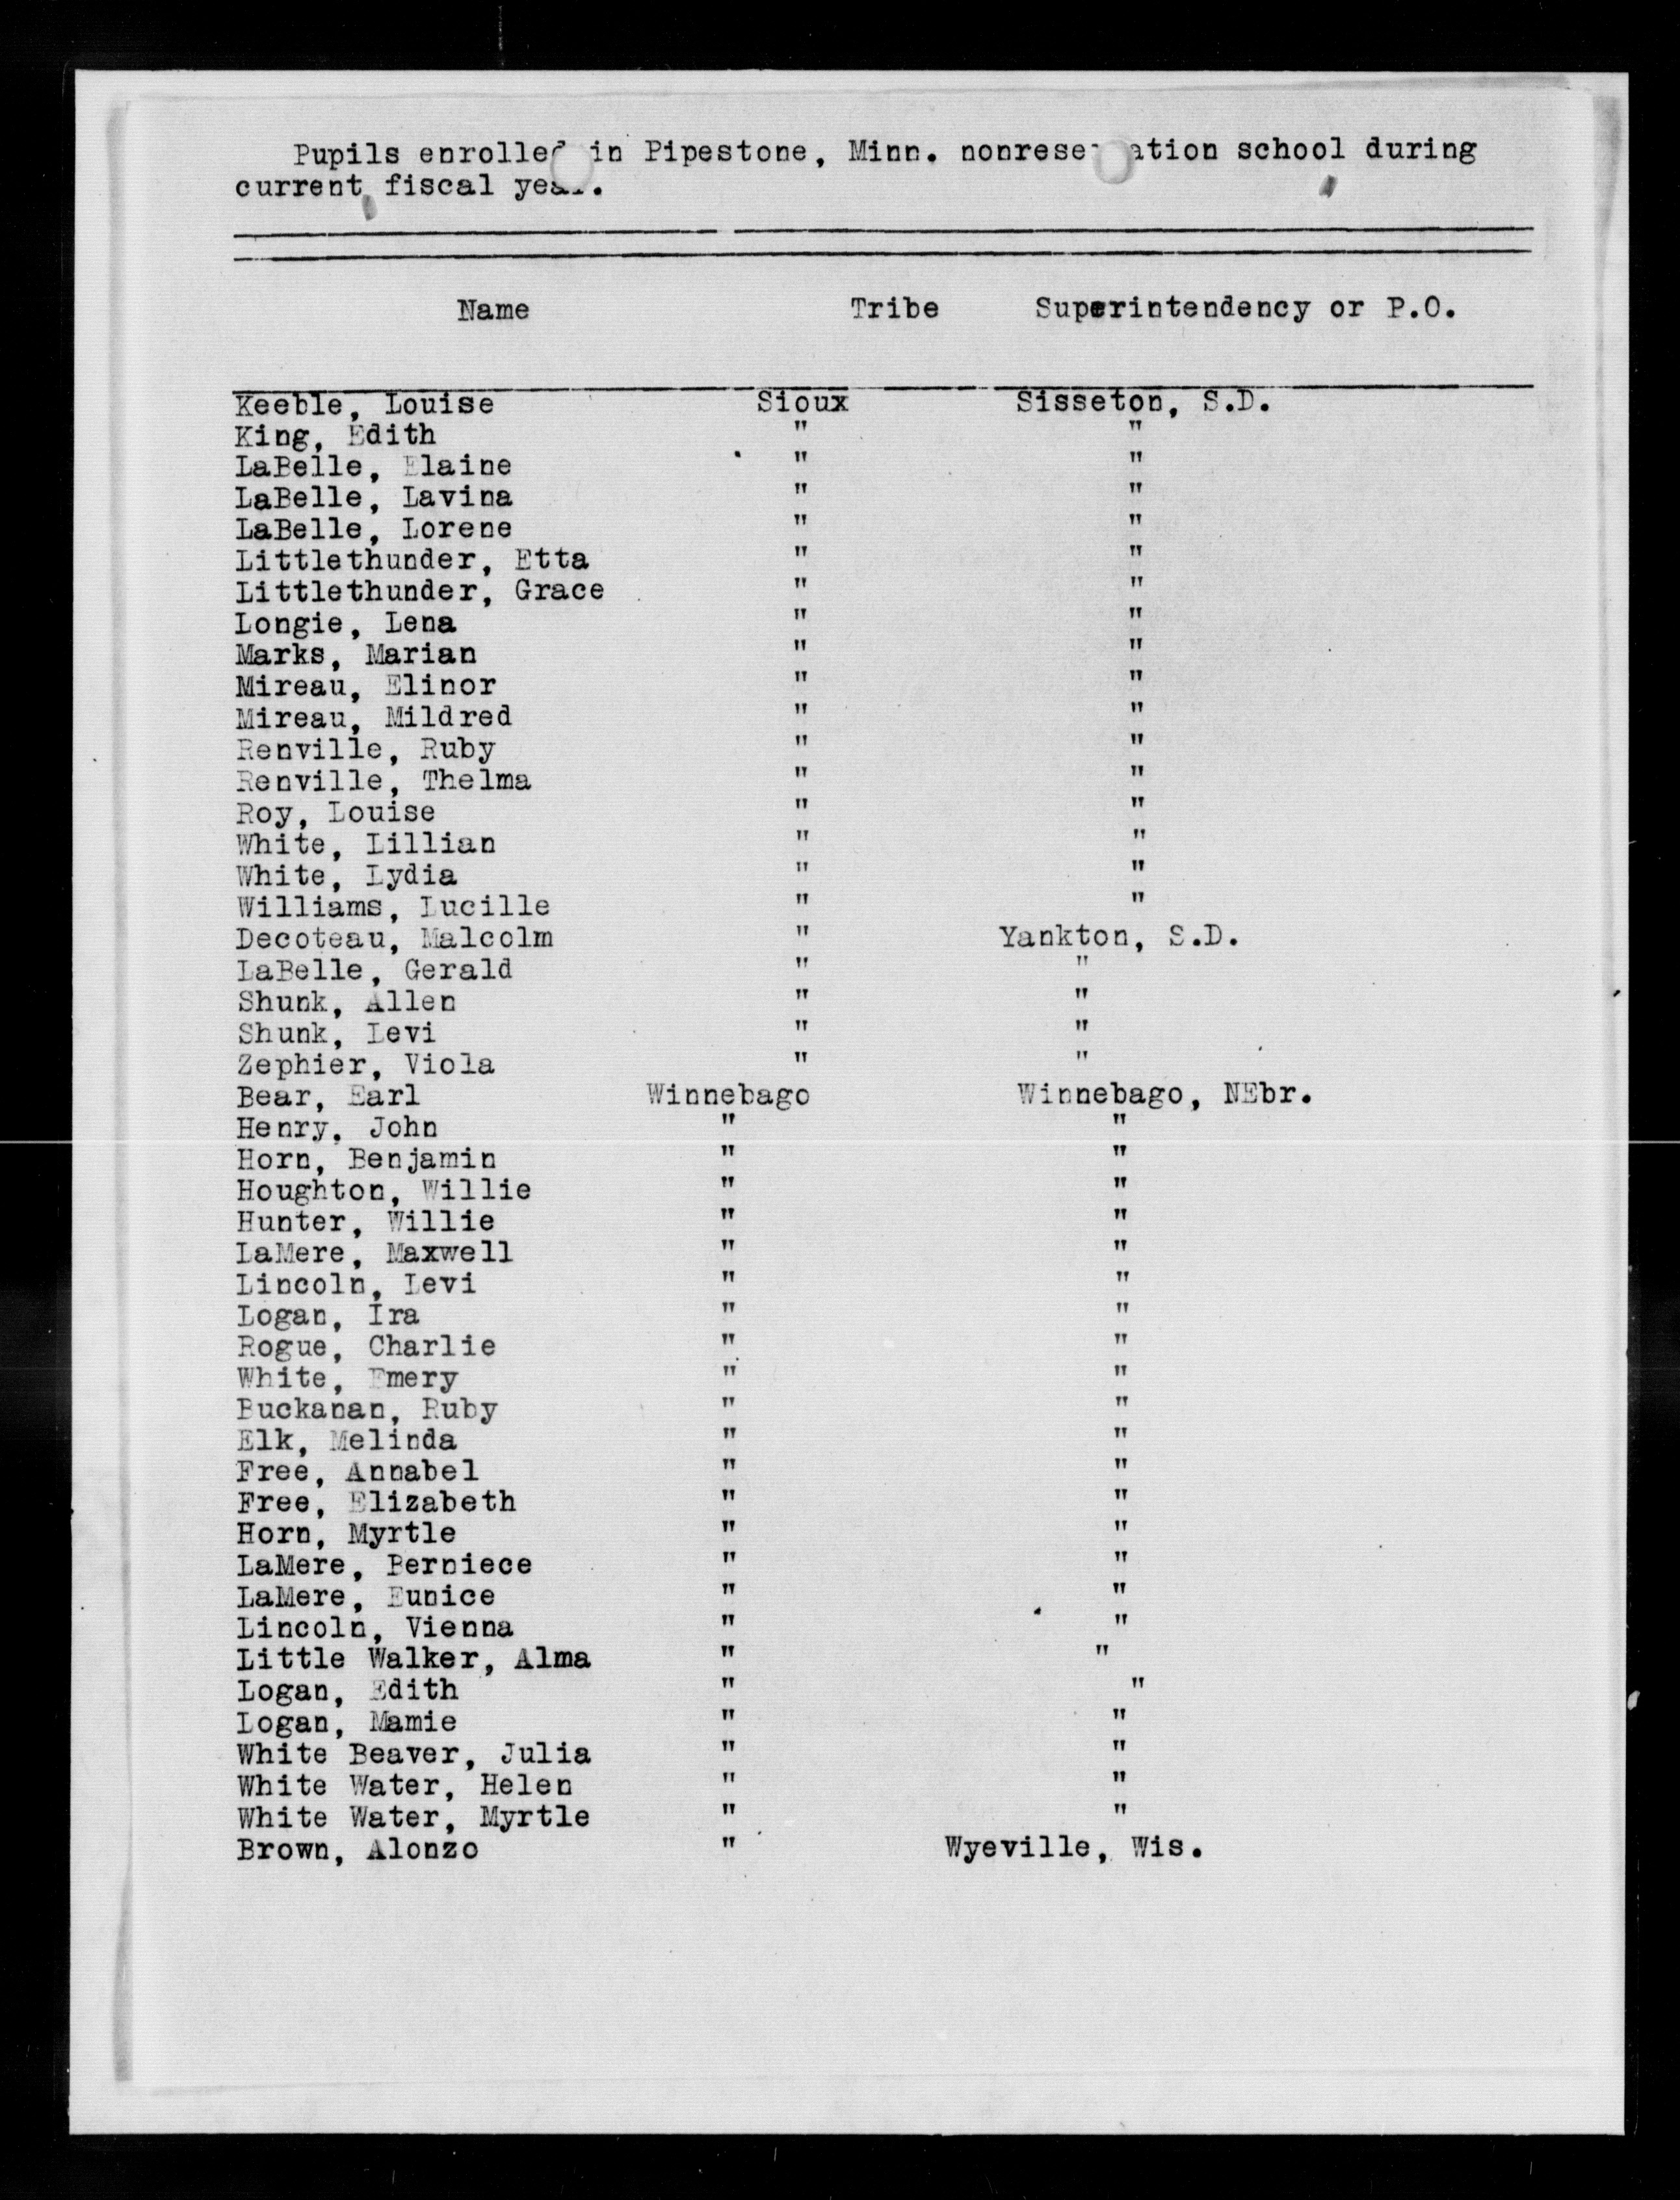 Pupils enrolled in Pipestone, Minn. nonreservation school during
current fiscal year.
Name Tribe Superintendency or P.O.
Keeble, Louise Sioux Sisseton, S.D.
King, Edith " "
LaBelle, Elaine " "
LaBelle, Lavina " "
LaBelle, Lorene " "
Littlethunder, Etta " "
Littlethunder, Grace " "
Longie, Lena " "
Marks, Marian " "
Mireau, Elinor " "
Mireau, Mildred " "
Renville, Ruby " "
Renville, Thelma " "
Roy, Louise " "
White, Lillian " "
White, Lydia " "
Williams, Lucille " "
Decoteau, Malcolm " Yankton, S.D.
LaBelle, Gerald " "
Shunk, Allen " "
Shunk, Levi " "
Zephier, Viola " "
Bear, Earl Winnebago Winnebago, NEbr.
Henry, John " "
Horn, Benjamin " "
Houghton, Willie " "
Hunter, Willie " "
LaMere, Maxwell " "
Lincoln, Levi " "
Logan, Ira " "
Rogue, Charlie " "
White, Emery " "
Buckanan, Ruby " "
Elk, Melinda " "
Free, Annabel " "
Free, Elizabeth " "
Horn, Myrtle " "
LaMere, Berniece " "
LaMere, Eunice " "
Lincoln, Vienna " "
Little Walker, Alma " "
Logan, Edith " "
Logan, Mamie " "
White Beaver, Julia " "
White Water, Helen " "
White Water, Myrtle " "
Brown, Alonzo " Wyeville, Wis.